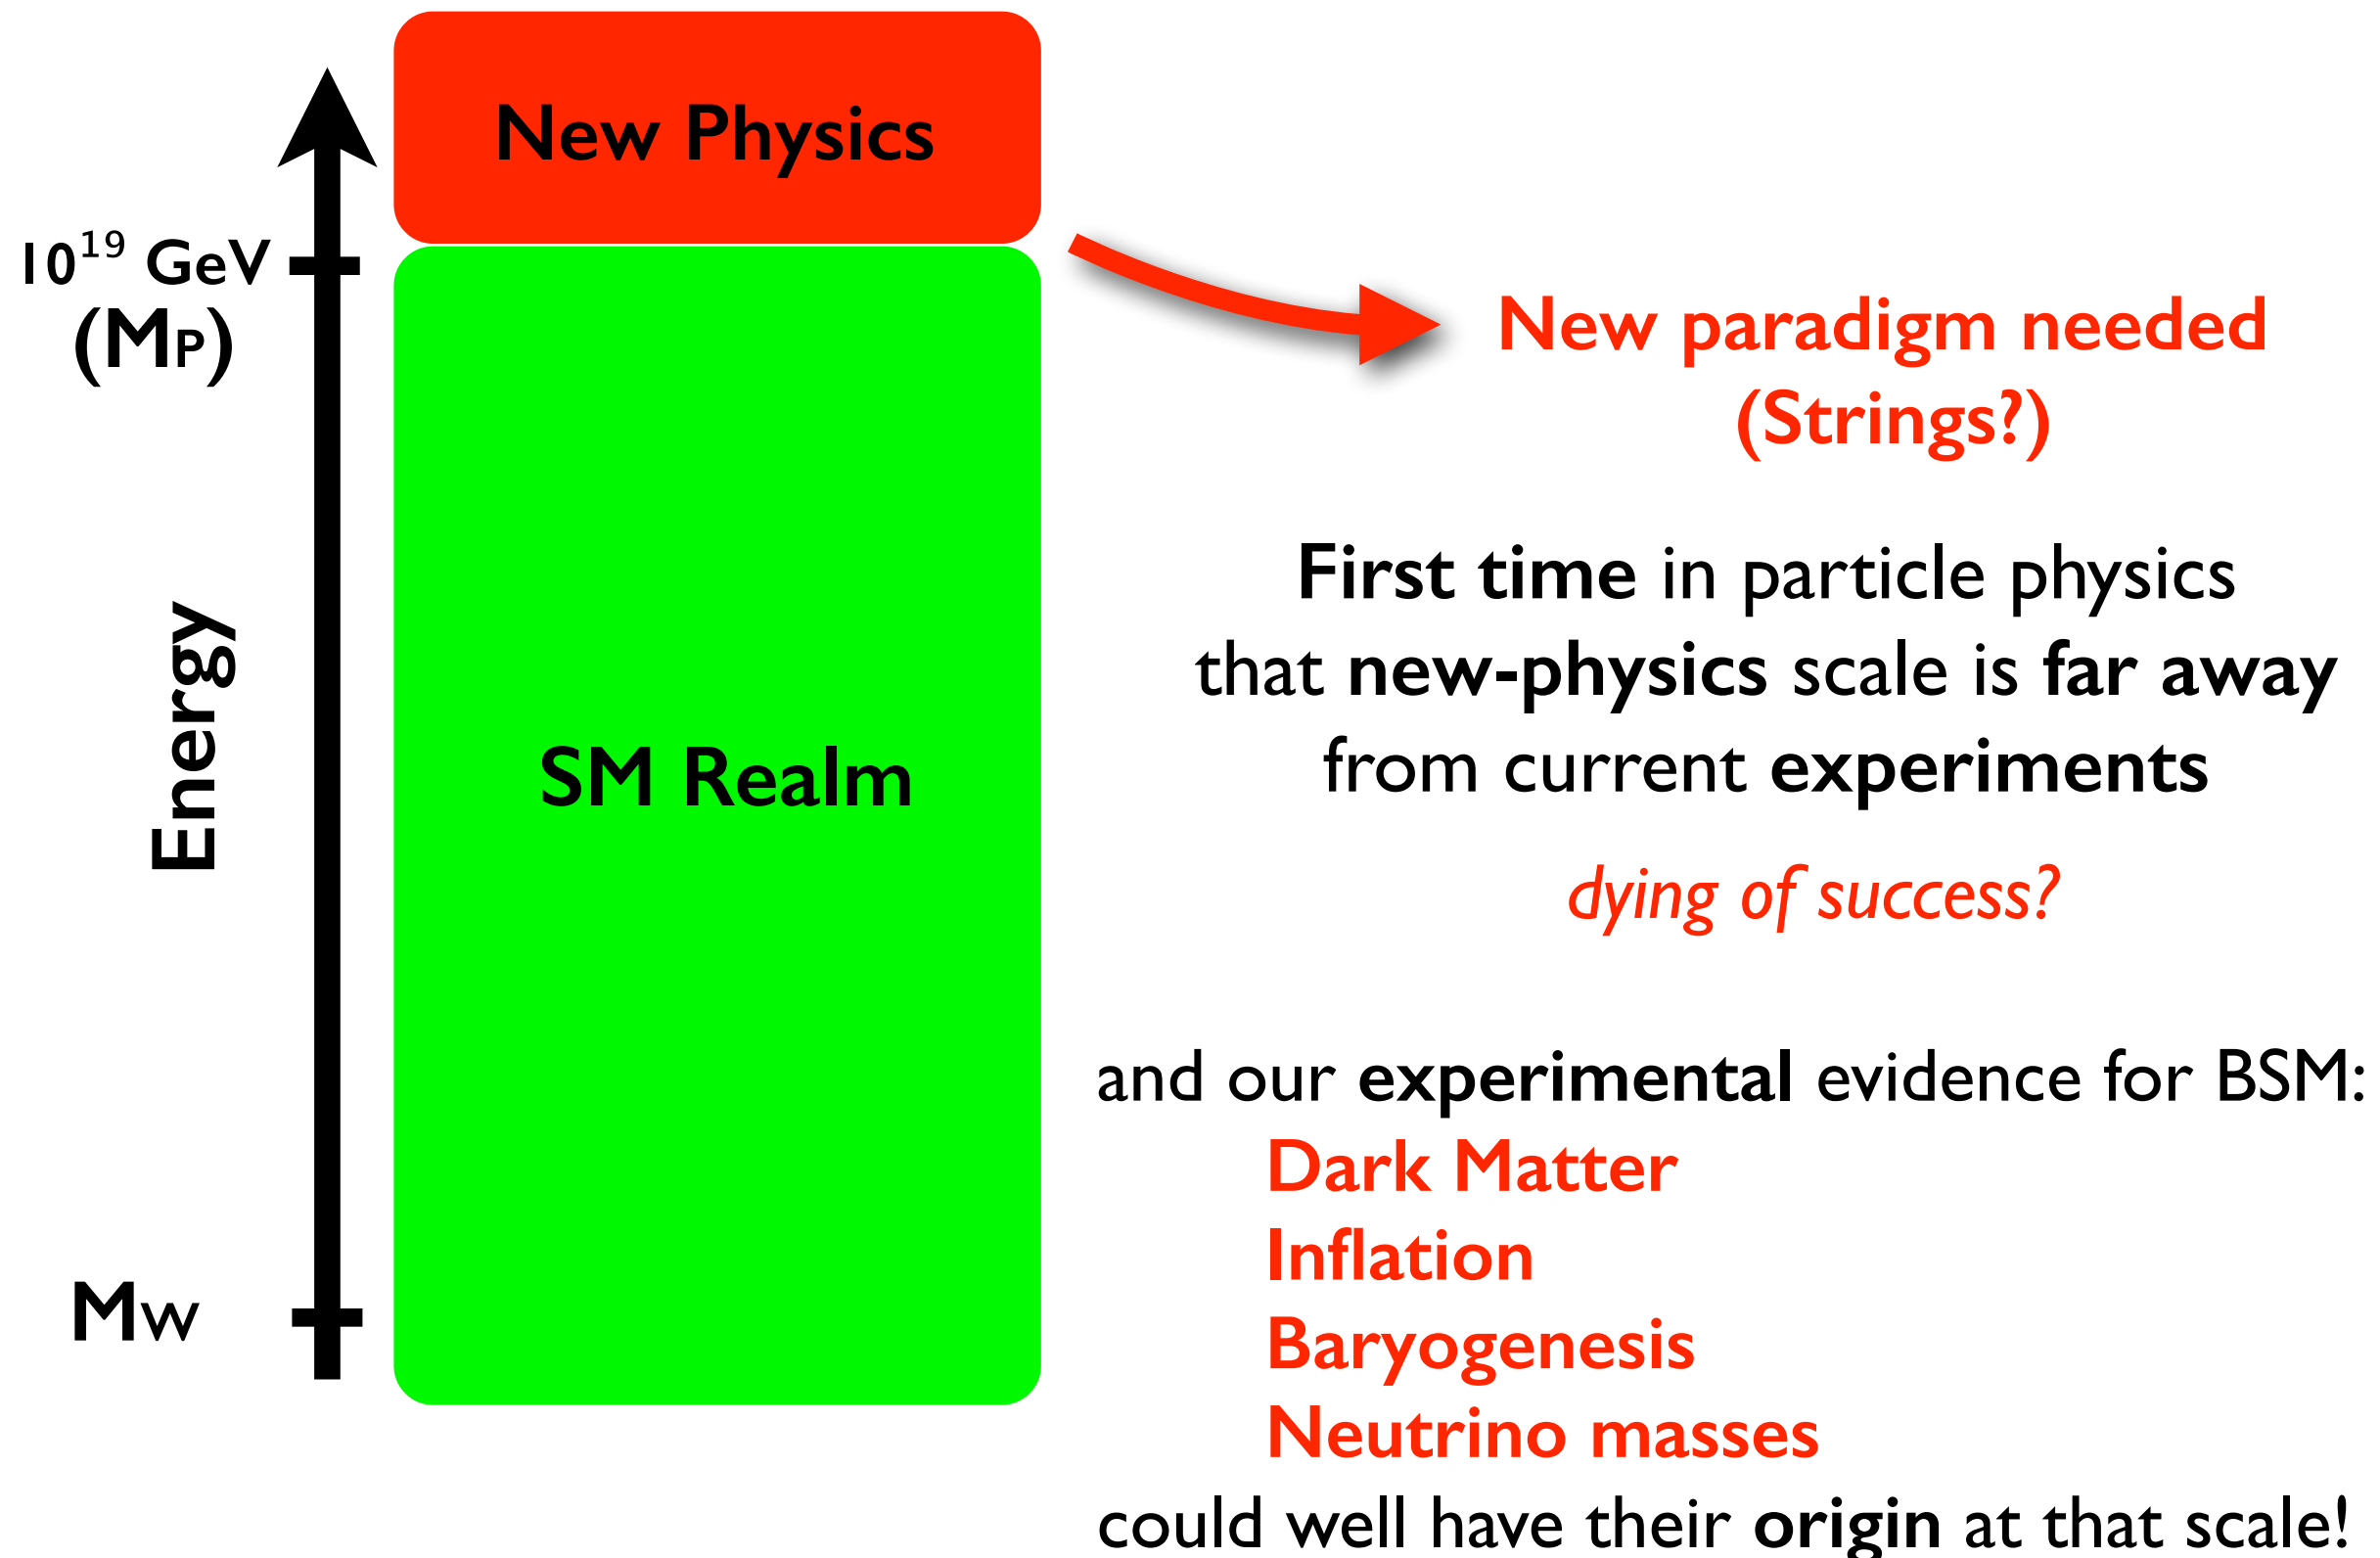 New Physics
10¹⁹ GeV
(MP)
Energy
SM Realm
MW
New paradigm needed
(Strings?)
First time in particle physics
that new-physics scale is far away
from current experiments
dying of success?
and our experimental evidence for BSM:
Dark Matter
Inflation
Baryogenesis
Neutrino masses
could well have their origin at that scale!